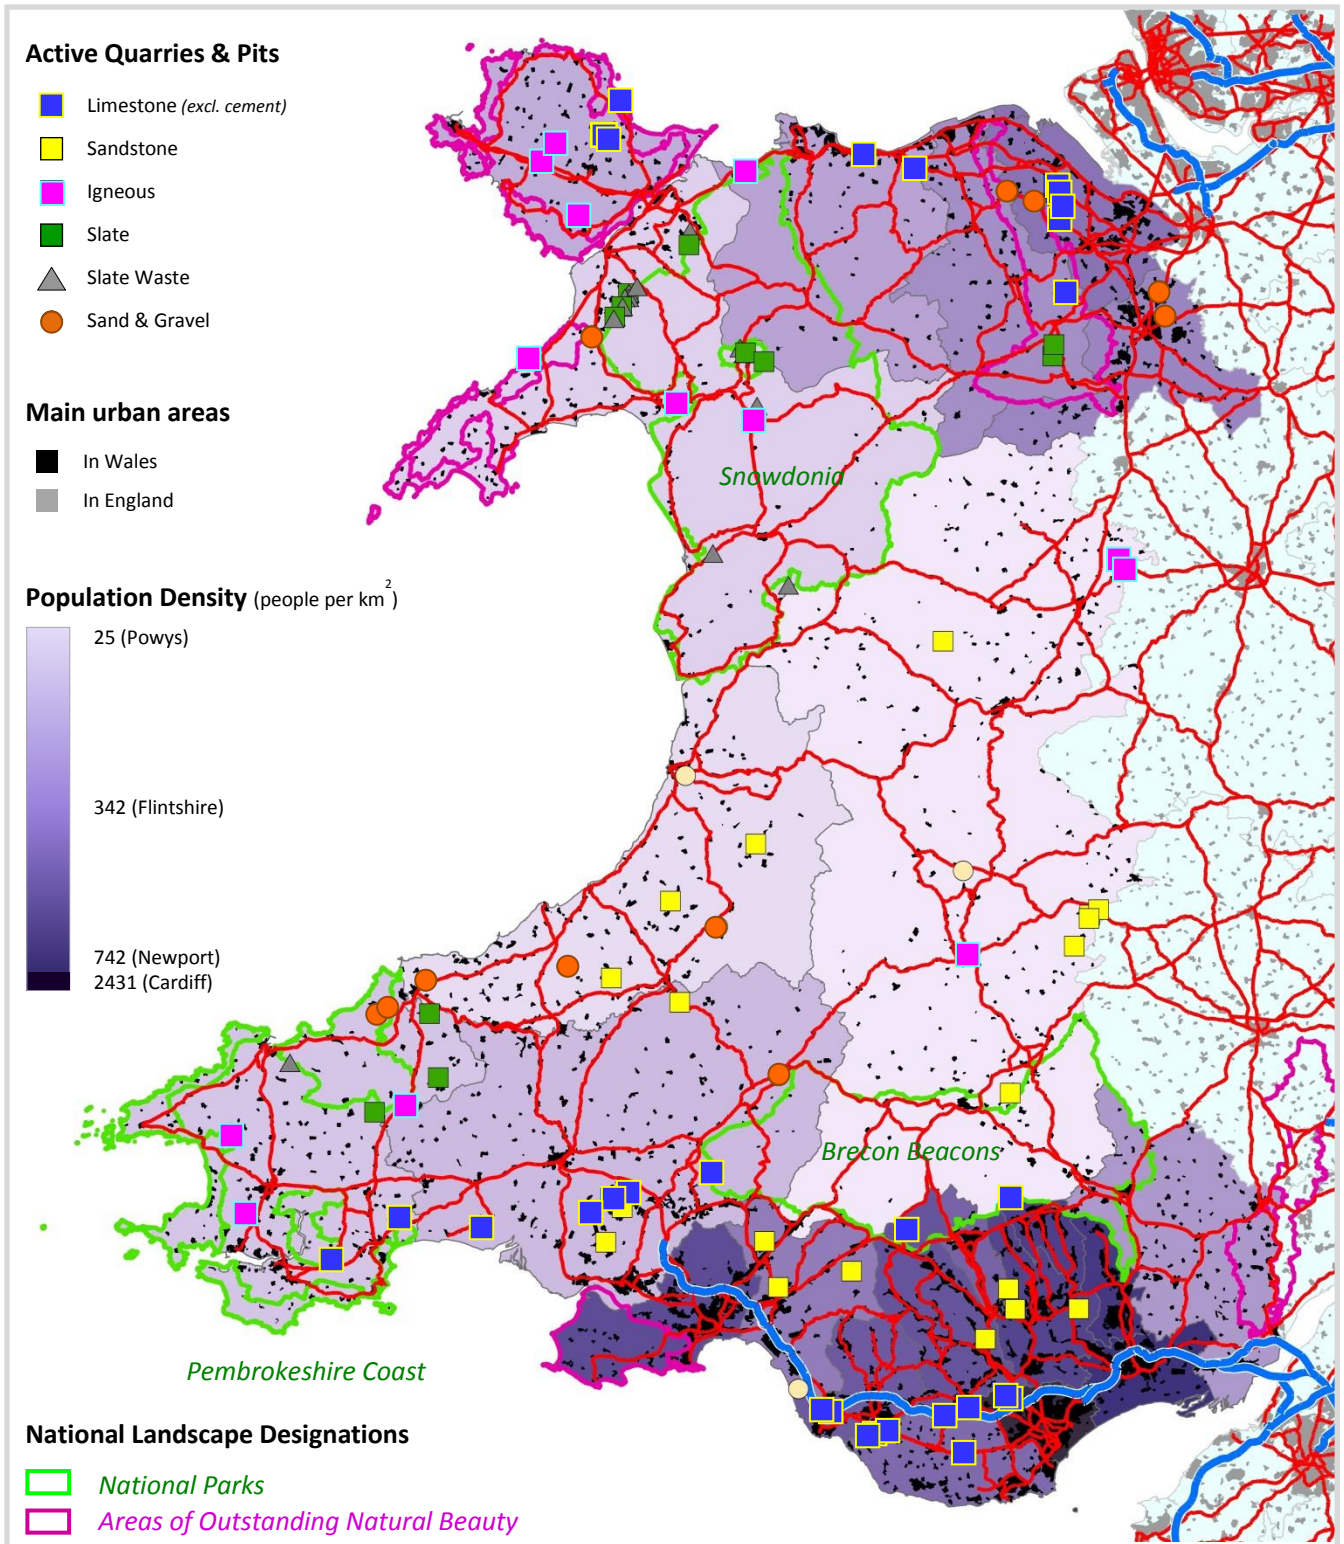 Active Quarries & Pits
Limestone (excl. cement)
Sandstone
Igneous
Slate
Slate Waste
Sand & Gravel
Main urban areas
In Wales
In England
Population Density (people per km²)
25 (Powys)
342 (Flintshire)
742 (Newport)
2431 (Cardiff)
Snowdonia
Brecon Beacons
Pembrokeshire Coast
National Landscape Designations
National Parks
Areas of Outstanding Natural Beauty